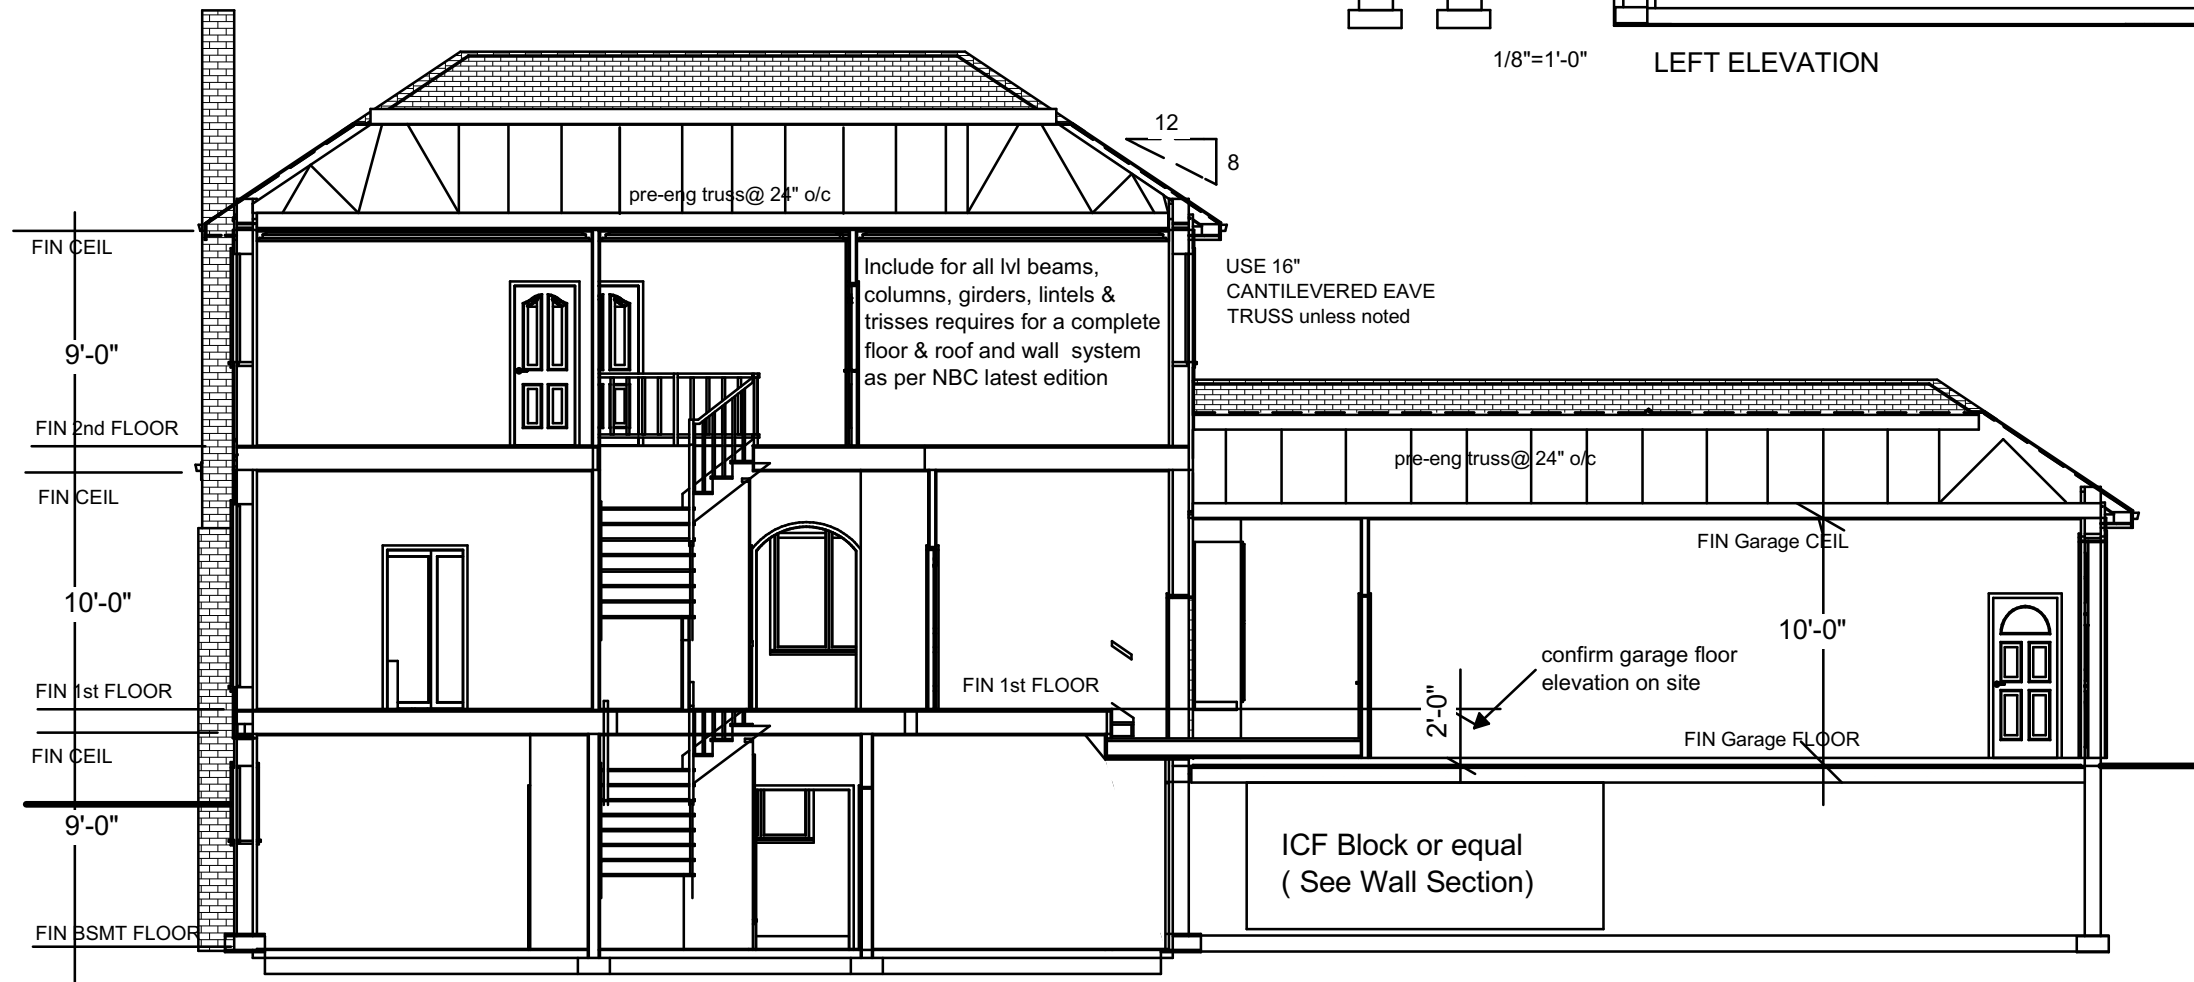 1/8"=1'-0"
LEFT ELEVATION
12
8
pre-eng truss@ 24" o/c
FIN CEIL
Include for all lvl beams,
columns, girders, lintels &
trisses requires for a complete
floor & roof and wall system
as per NBC latest edition
USE 16"
CANTILEVERED EAVE
TRUSS unless noted
9'-0"
FIN 2nd FLOOR
pre-eng truss@ 24" o/c
FIN CEIL
FIN Garage CEIL
10'-0"
10'-0"
confirm garage floor
elevation on site
FIN 1st FLOOR
FIN 1st FLOOR
2'-0"
FIN Garage FLOOR
FIN CEIL
9'-0"
ICF Block or equal
( See Wall Section)
FIN BSMT FLOOR